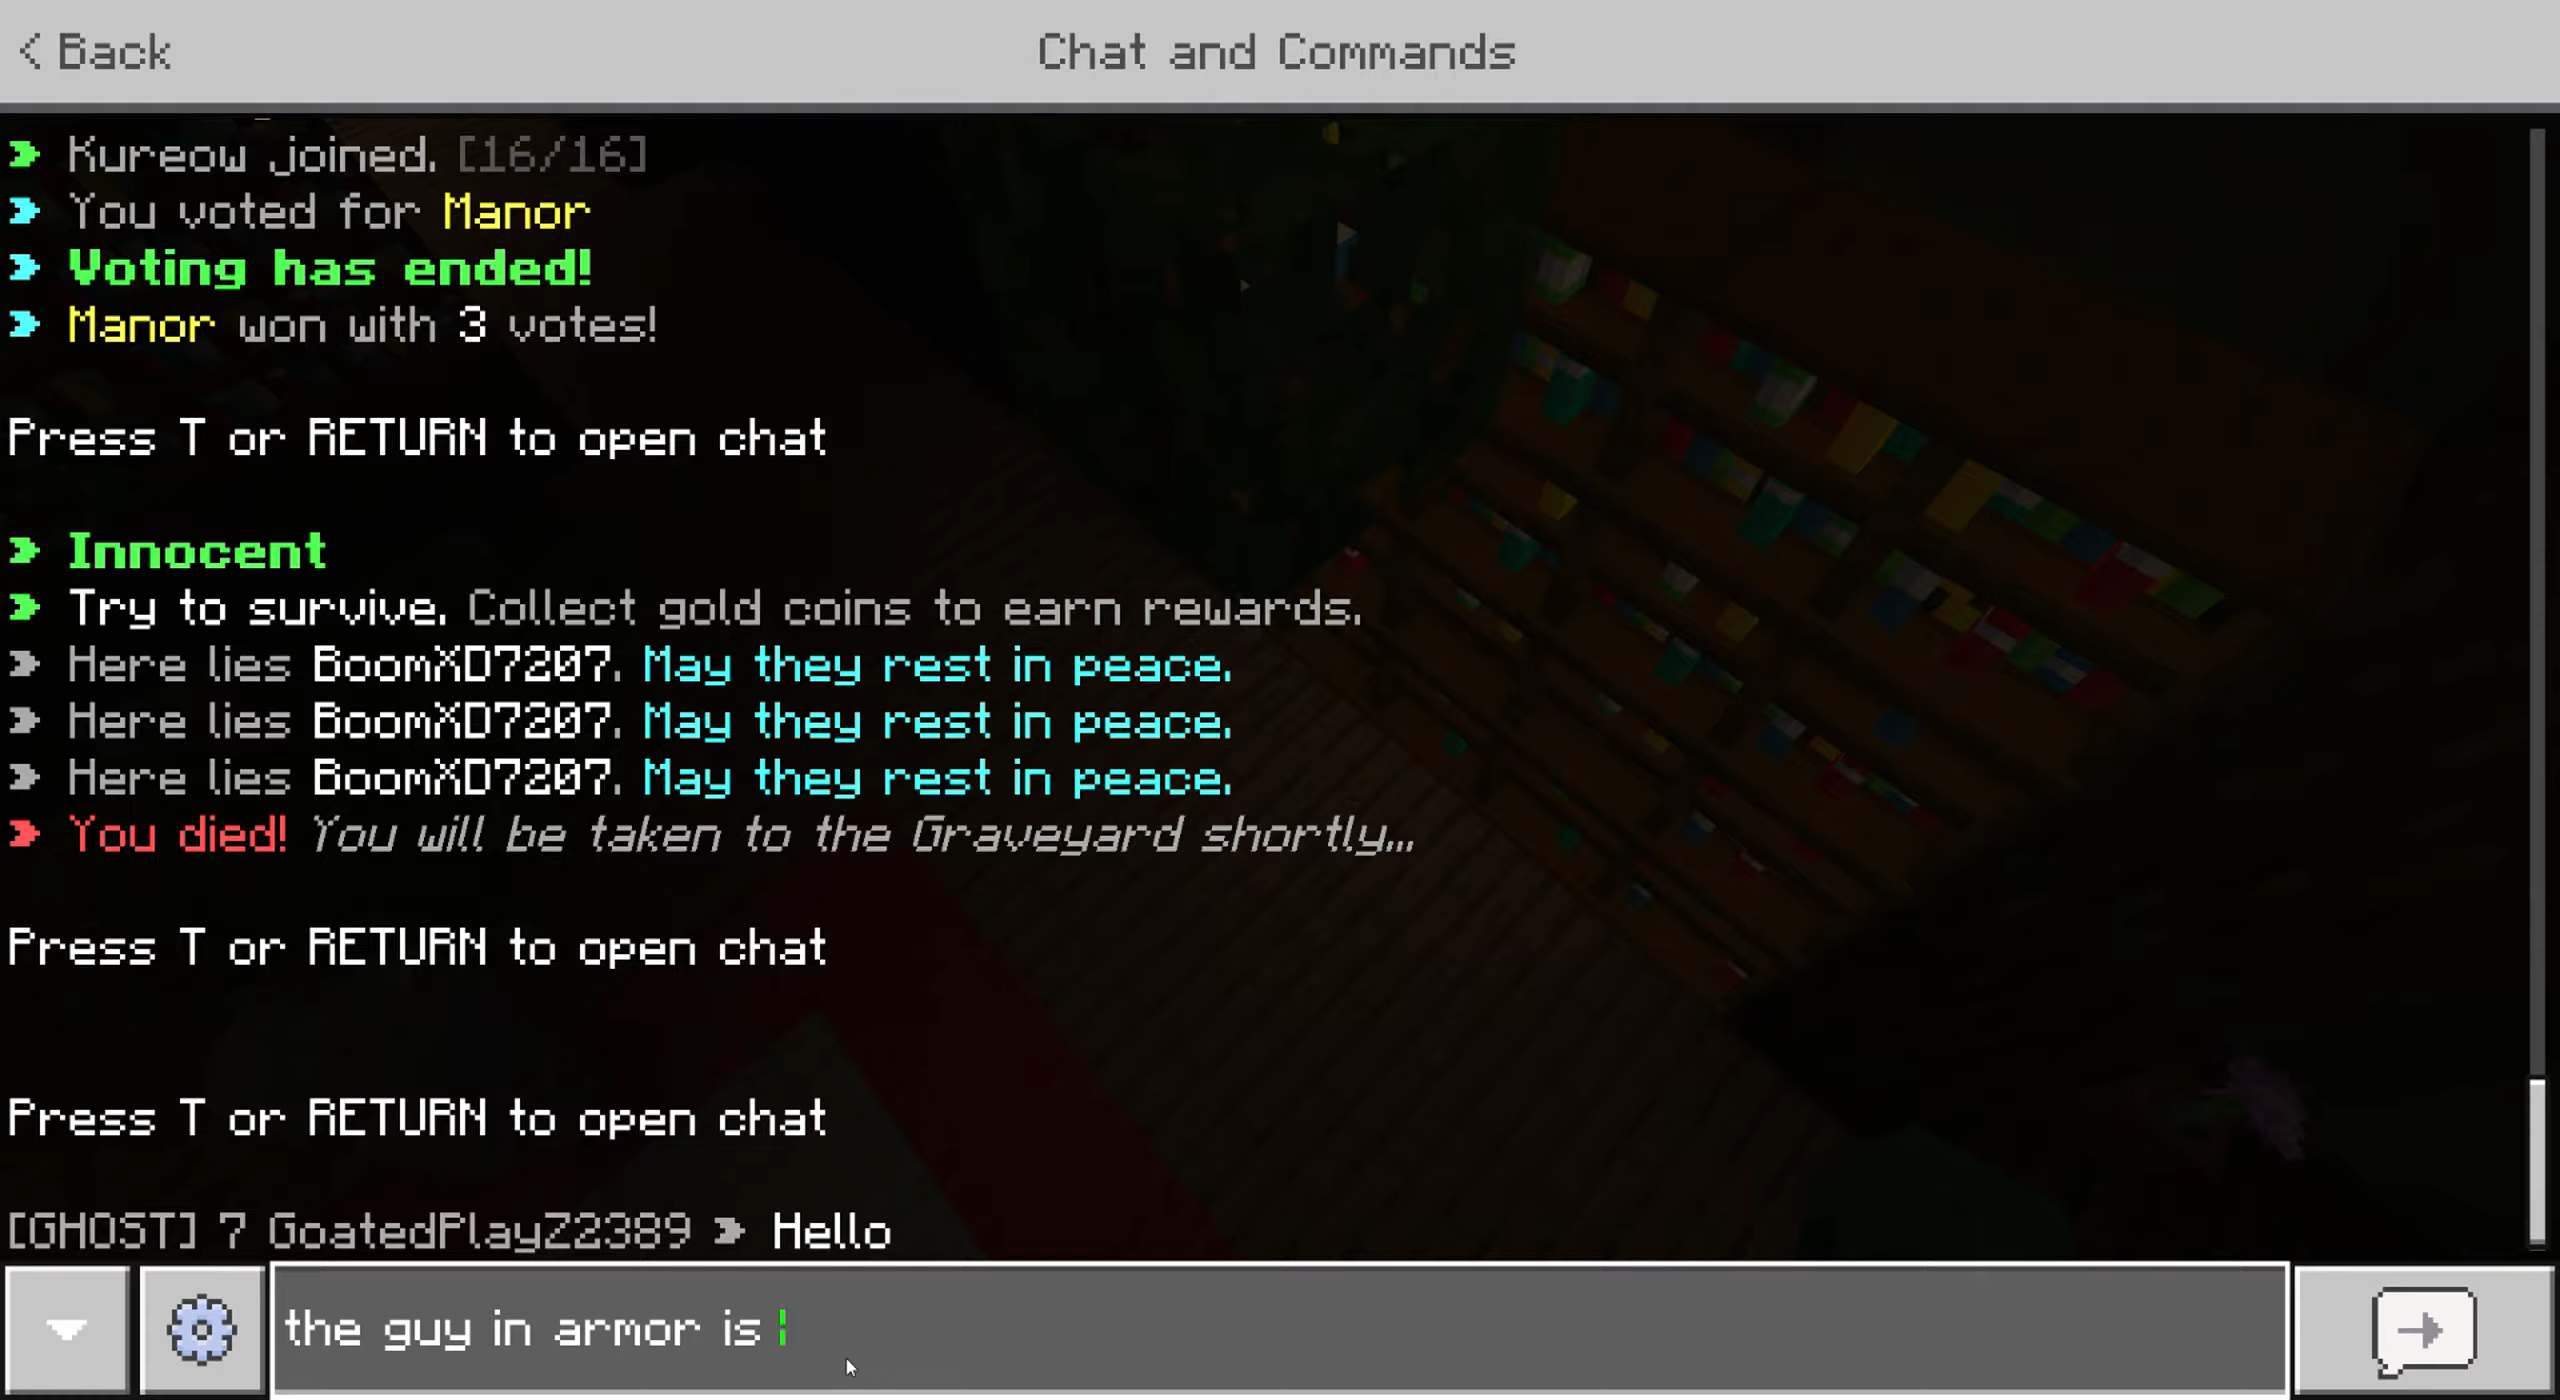 < Back
Chat and Commands
Kureow joined. [16/16]
You voted for Manor
Voting has ended!
Manor won with 3 votes!
Press T or RETURN to open chat
Innocent
Try to survive. Collect gold coins to earn rewards.
Here lies BoomXD7207. May they rest in peace.
Here lies BoomXD7207. May they rest in peace.
Here lies BoomXD7207. May they rest in peace.
You died! You will be taken to the Graveyard shortly...
Press T or RETURN to open chat
Press T or RETURN to open chat
[GHOST] 7 GoatedPlayZ2389 » Hello
the guy in armor is